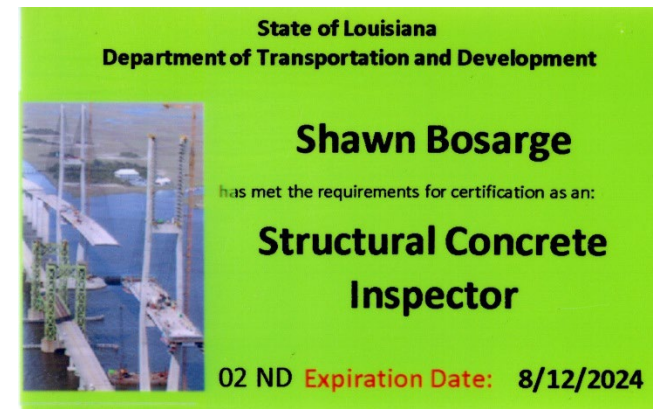 State of Louisiana
Department of Transportation and Development
Shawn Bosarge
has met the requirements for certification as an:
Structural Concrete
Inspector
02 ND Expiration Date: 8/12/2024